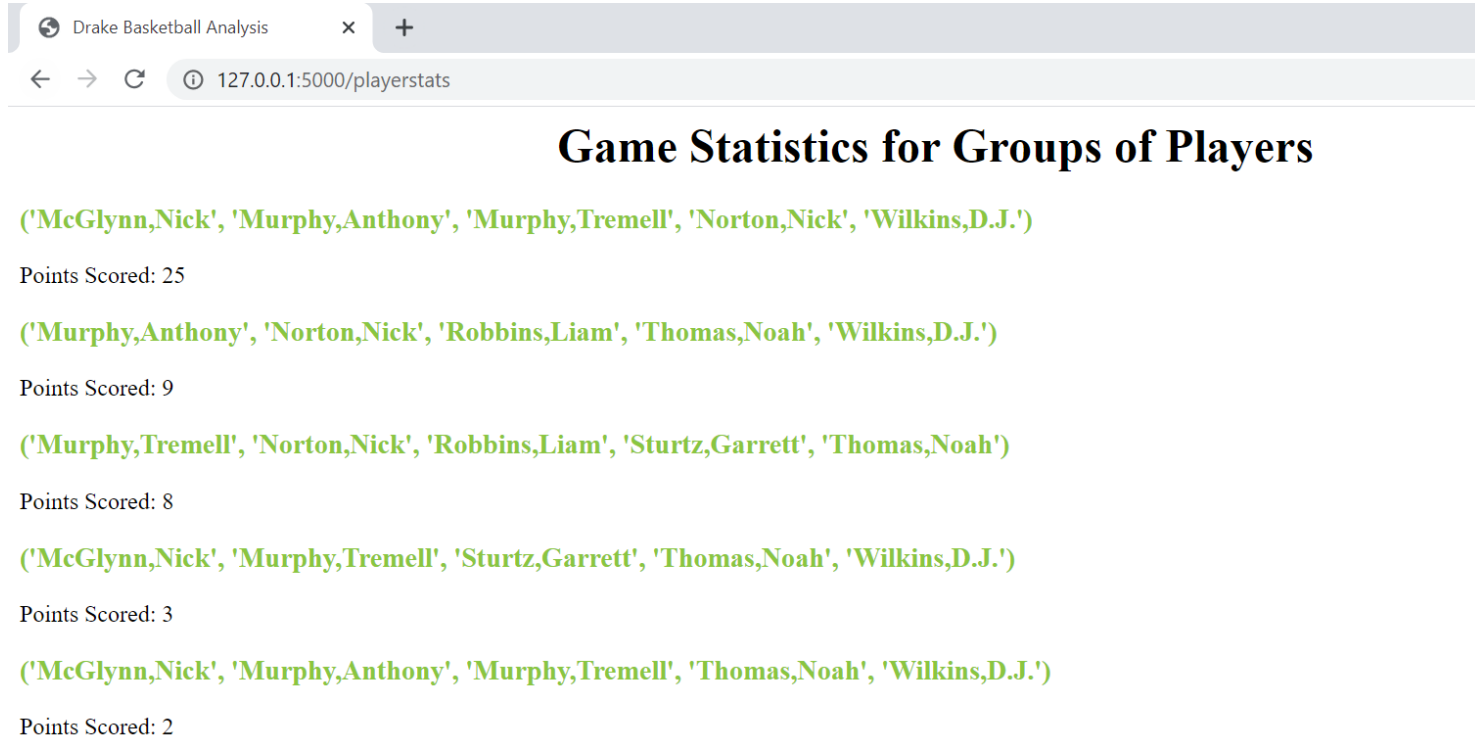 Drake Basketball Analysis
127.0.0.1:5000/playerstats
Game Statistics for Groups of Players
('McGlynn,Nick', 'Murphy,Anthony', 'Murphy,Tremell', 'Norton,Nick', 'Wilkins,D.J.')
Points Scored: 25
('Murphy,Anthony', 'Norton,Nick', 'Robbins,Liam', 'Thomas,Noah', 'Wilkins,D.J.')
Points Scored: 9
('Murphy,Tremell', 'Norton,Nick', 'Robbins,Liam', 'Sturtz,Garrett', 'Thomas,Noah')
Points Scored: 8
('McGlynn,Nick', 'Murphy,Tremell', 'Sturtz,Garrett', 'Thomas,Noah', 'Wilkins,D.J.')
Points Scored: 3
('McGlynn,Nick', 'Murphy,Anthony', 'Murphy,Tremell', 'Thomas,Noah', 'Wilkins,D.J.')
Points Scored: 2